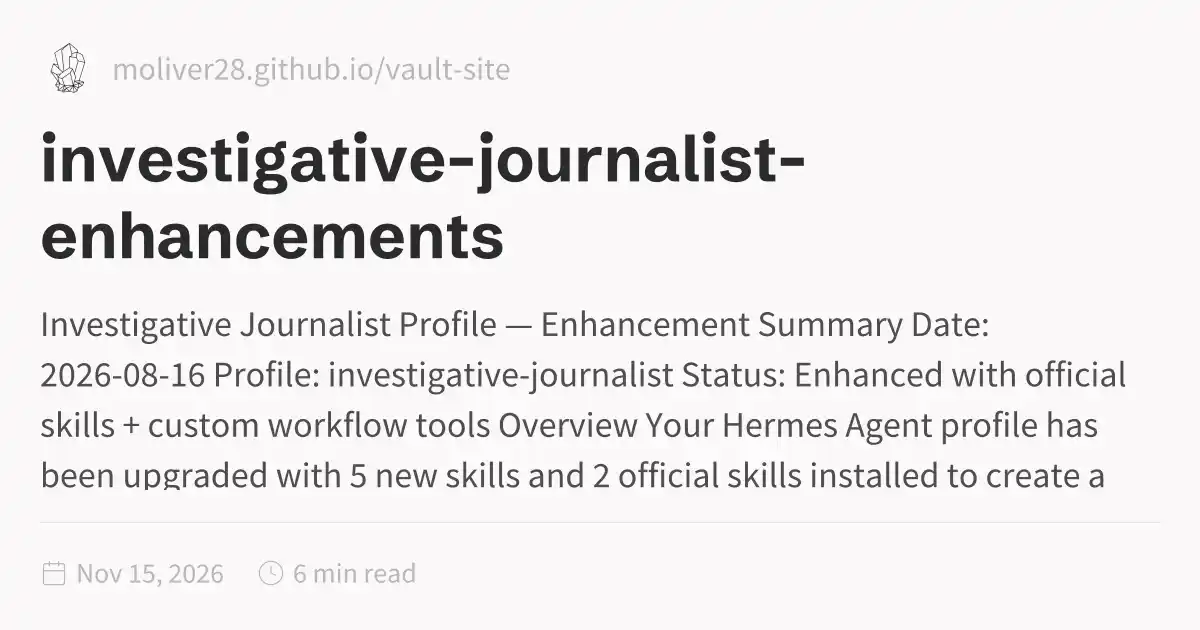 moliver28.github.io/vault-site
investigative-journalist-
enhancements
Investigative Journalist Profile — Enhancement Summary Date:
2026-08-16 Profile: investigative-journalist Status: Enhanced with official
skills + custom workflow tools Overview Your Hermes Agent profile has
been upgraded with 5 new skills and 2 official skills installed to create a
Nov 15, 2026 6 min read